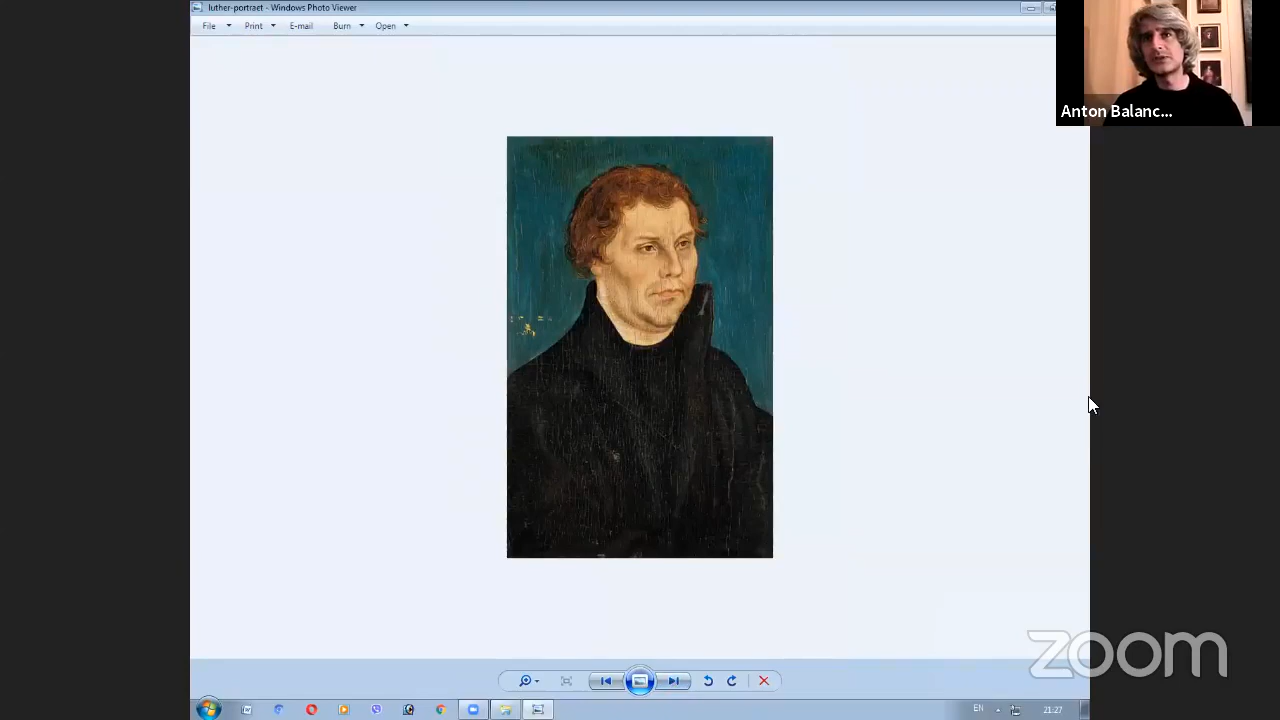 luther-portraet - Windows Photo Viewer
File Print E-mail Burn Open
Anton Balanc...
zoom
EN 21:27